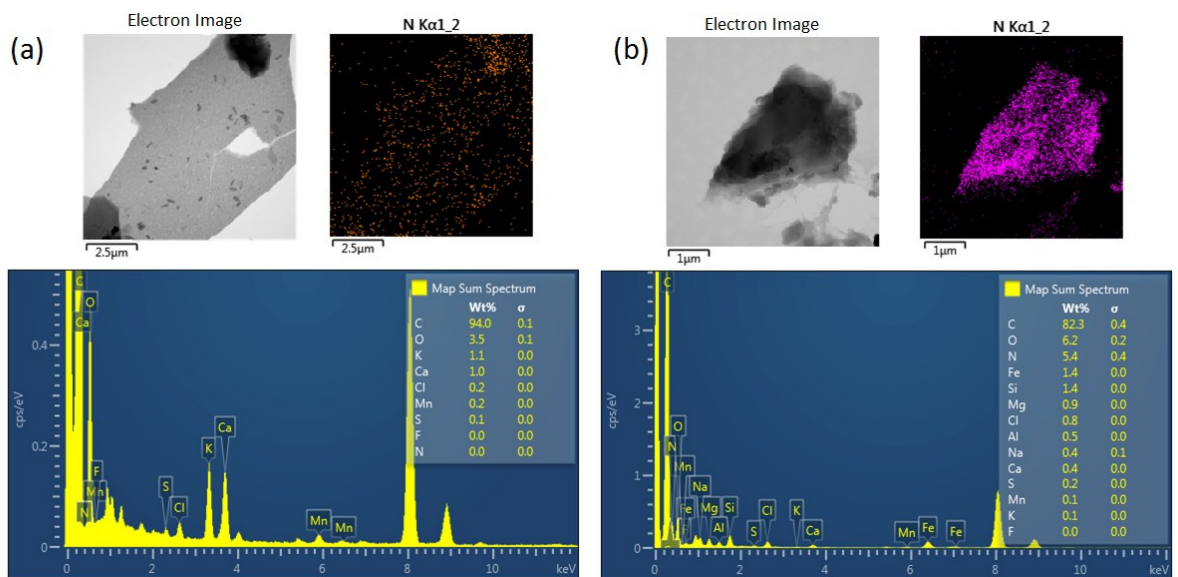 (a)
Electron Image
N Kα1_2
2.5µm
2.5µm
(b)
Electron Image
N Kα1_2
1µm
1µm
Map Sum Spectrum
Wt% σ
C 94.0 0.1
O 3.5 0.1
K 1.1 0.0
Ca 1.0 0.0
Cl 0.2 0.0
Mn 0.2 0.0
S 0.1 0.0
F 0.0 0.0
N 0.0 0.0
C
O
Ca
F
Mn
N
S
Cl
K
Ca
Mn
Mn
cps/eV
0.4
0.2
0
0 2 4 6 8 10 keV
Map Sum Spectrum
Wt% σ
C 82.3 0.4
O 6.2 0.2
N 5.4 0.4
Fe 1.4 0.0
Si 1.4 0.0
Mg 0.9 0.0
Cl 0.8 0.0
Al 0.5 0.0
Na 0.4 0.1
Ca 0.4 0.0
S 0.2 0.0
Mn 0.1 0.0
K 0.1 0.0
F 0.0 0.0
C
O
N
Mn
Na
Fe
Mg
Al
Si
S
Cl
K
Ca
Mn
Fe
Fe
cps/eV
3
2
1
0
0 2 4 6 8 10 keV